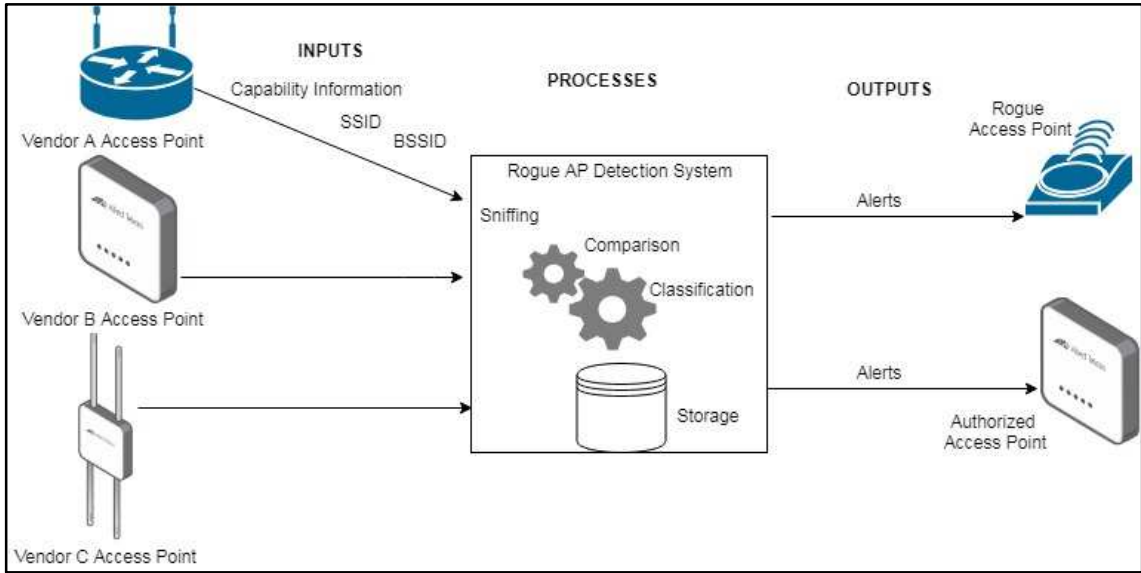 INPUTS
PROCESSES
OUTPUTS
Capability Information
SSID
BSSID
Vendor A Access Point
Vendor B Access Point
Vendor C Access Point
Rogue AP Detection System
Sniffing
Comparison
Classification
Storage
Alerts
Alerts
Rogue
Access Point
Authorized
Access Point